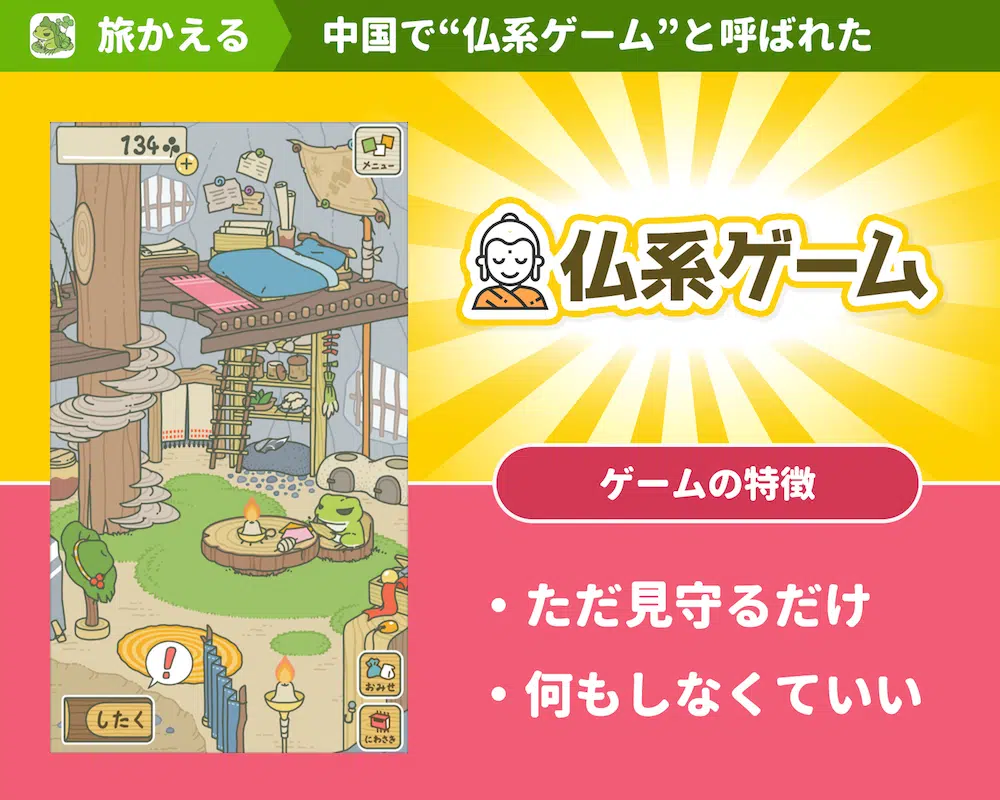 旅かえる
中国で“仏系ゲーム”と呼ばれた
134
メニュー
仏系ゲーム
ゲームの特徴
・ただ見守るだけ
・何もしなくていい
おみせ
したく
にわさき